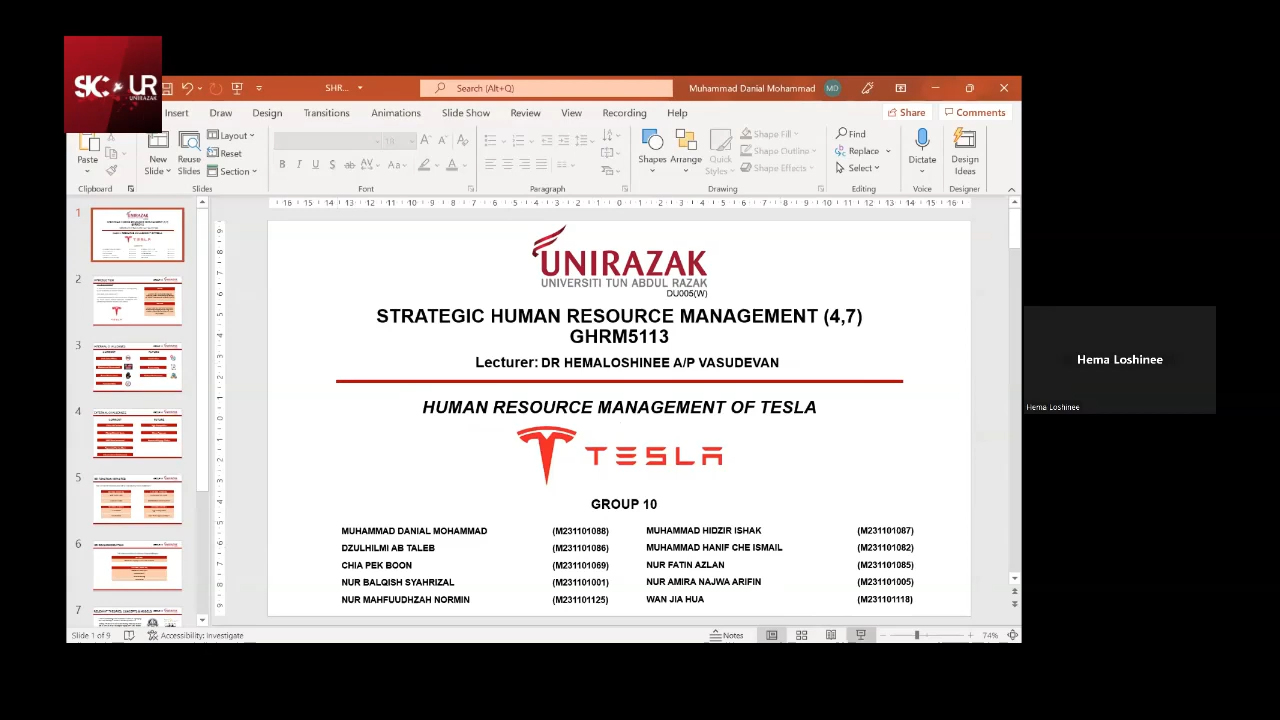 SKOUR
UNIRAZAK
SHR...
Search (Alt+Q)
Muhammad Danial Mohammad
MD
Insert
Draw
Design
Transitions
Animations
Slide Show
Review
View
Recording
Help
Share
Comments
Paste
New
Slide
Reuse
Slides
Layout
Reset
Section
Shapes
Arrange
Quick
Styles
Shape Fill
Shape Outline
Shape Effects
Find
Replace
Select
Dictate
Design
Ideas
Clipboard
Slides
Font
Paragraph
Drawing
Editing
Voice
Designer
1
2
3
4
5
6
7
UNIRAZAK
UNIVERSITI TUN ABDUL RAZAK
DU005(W)
STRATEGIC HUMAN RESOURCE MANAGEMENT (4,7)
GHRM5113
Lecturer: DR HEMALOSHINEE A/P VASUDEVAN
HUMAN RESOURCE MANAGEMENT OF TESLA
TESLA
GROUP 10
MUHAMMAD DANIAL MOHAMMAD (M231101088) MUHAMMAD HIDZIR ISHAK (M231101087)
DZULHILMI AB TALEB (M231101086) MUHAMMAD HANIF CHE ISMAIL (M231101082)
CHIA PEK BOON (M231101069) NUR FATIN AZLAN (M231101085)
NUR BALQISH SYAHRIZAL (M231101001) NUR AMIRA NAJWA ARIFIN (M231101005)
NUR MAHFUUDHZAH NORMIN (M231101125) WAN JIA HUA (M231101118)
Hema Loshinee
Hema Loshinee
Slide 1 of 9
Accessibility: Investigate
Notes
74%